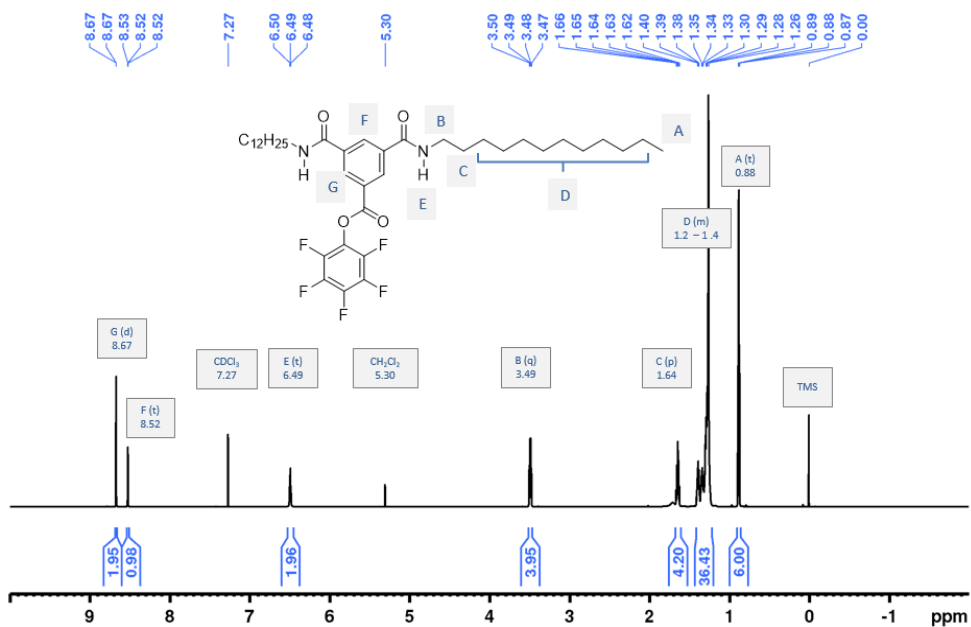 8.67
8.67
8.53
8.52
8.52
7.27
6.50
6.49
6.48
5.30
3.50
3.49
3.48
3.47
1.66
1.65
1.64
1.63
1.62
1.40
1.39
1.38
1.35
1.34
1.33
1.30
1.29
1.28
1.26
0.89
0.88
0.87
0.00
O
F
O
B
A
C₁₂H₂₅
N
H
N
H
C
D
G
E
O
O
F
F
F
F
F
A (t)
0.88
D (m)
1.2 – 1 .4
G (d)
8.67
F (t)
8.52
CDCl₃
7.27
E (t)
6.49
CH₂Cl₂
5.30
B (q)
3.49
C (p)
1.64
TMS
1.95
0.98
1.96
3.95
4.20
36.43
6.00
9 8 7 6 5 4 3 2 1 0 -1 ppm